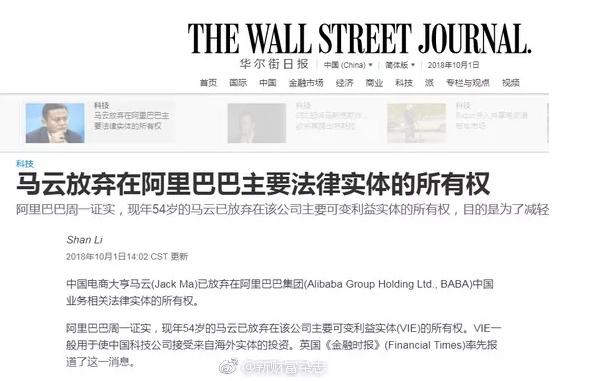 THE WALL STREET JOURNAL.
华尔街日报 中国 (China) 简体版 2018年10月1日
首页 国际 中国 金融市场 经济 商业 科技 派 专栏与观点 视频
科技
马云放弃在阿里巴巴主
要法律实体的所有权
科技
科技
科技
马云放弃在阿里巴巴主要法律实体的所有权
阿里巴巴周一证实，现年54岁的马云已放弃在该公司主要可变利益实体的所有权，目的是为了减轻
Shan Li
2018年10月1日14:02 CST 更新
中国电商大亨马云(Jack Ma)已放弃在阿里巴巴集团(Alibaba Group Holding Ltd., BABA)中国
业务相关法律实体的所有权。
阿里巴巴周一证实，现年54岁的马云已放弃在该公司主要可变利益实体(VIE)的所有权。VIE一
般用于使中国科技公司接受来自海外实体的投资。英国《金融时报》(Financial Times)率先报
道了这一消息。
@新财富杂志